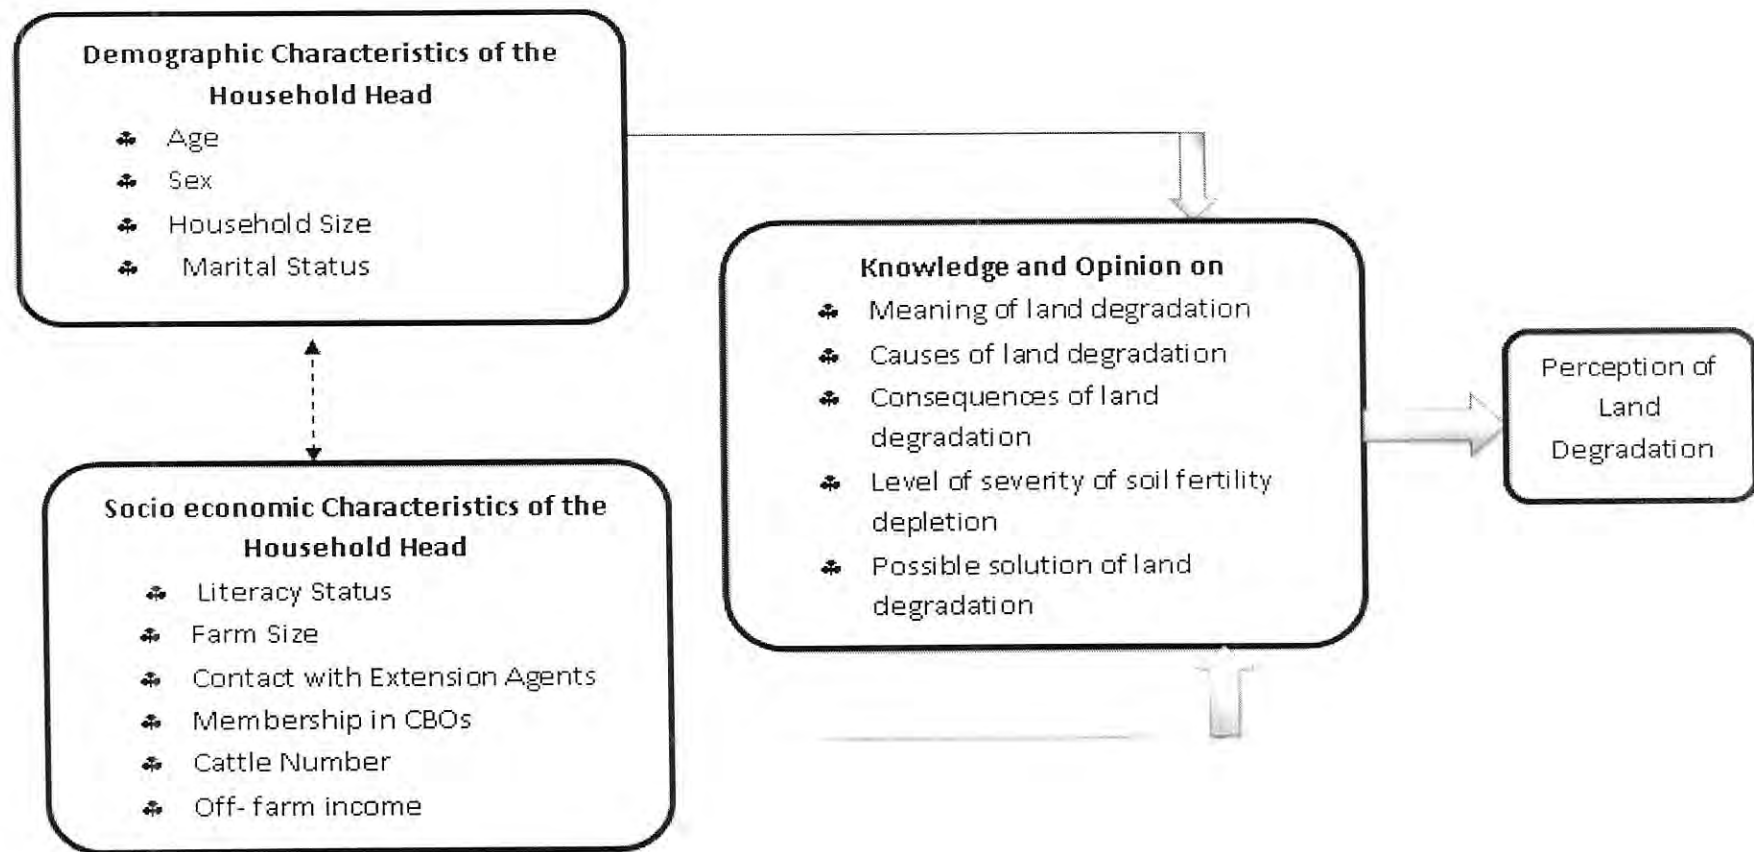 Demographic Characteristics of the
Household Head
Age
Sex
Household Size
Marital Status
Socio economic Characteristics of the
Household Head
Literacy Status
Farm Size
Contact with Extension Agents
Membership in CBOs
Cattle Number
Off- farm income
Knowledge and Opinion on
Meaning of land degradation
Causes of land degradation
Consequences of land
degradation
Level of severity of soil fertility
depletion
Possible solution of land
degradation
Perception of
Land
Degradation